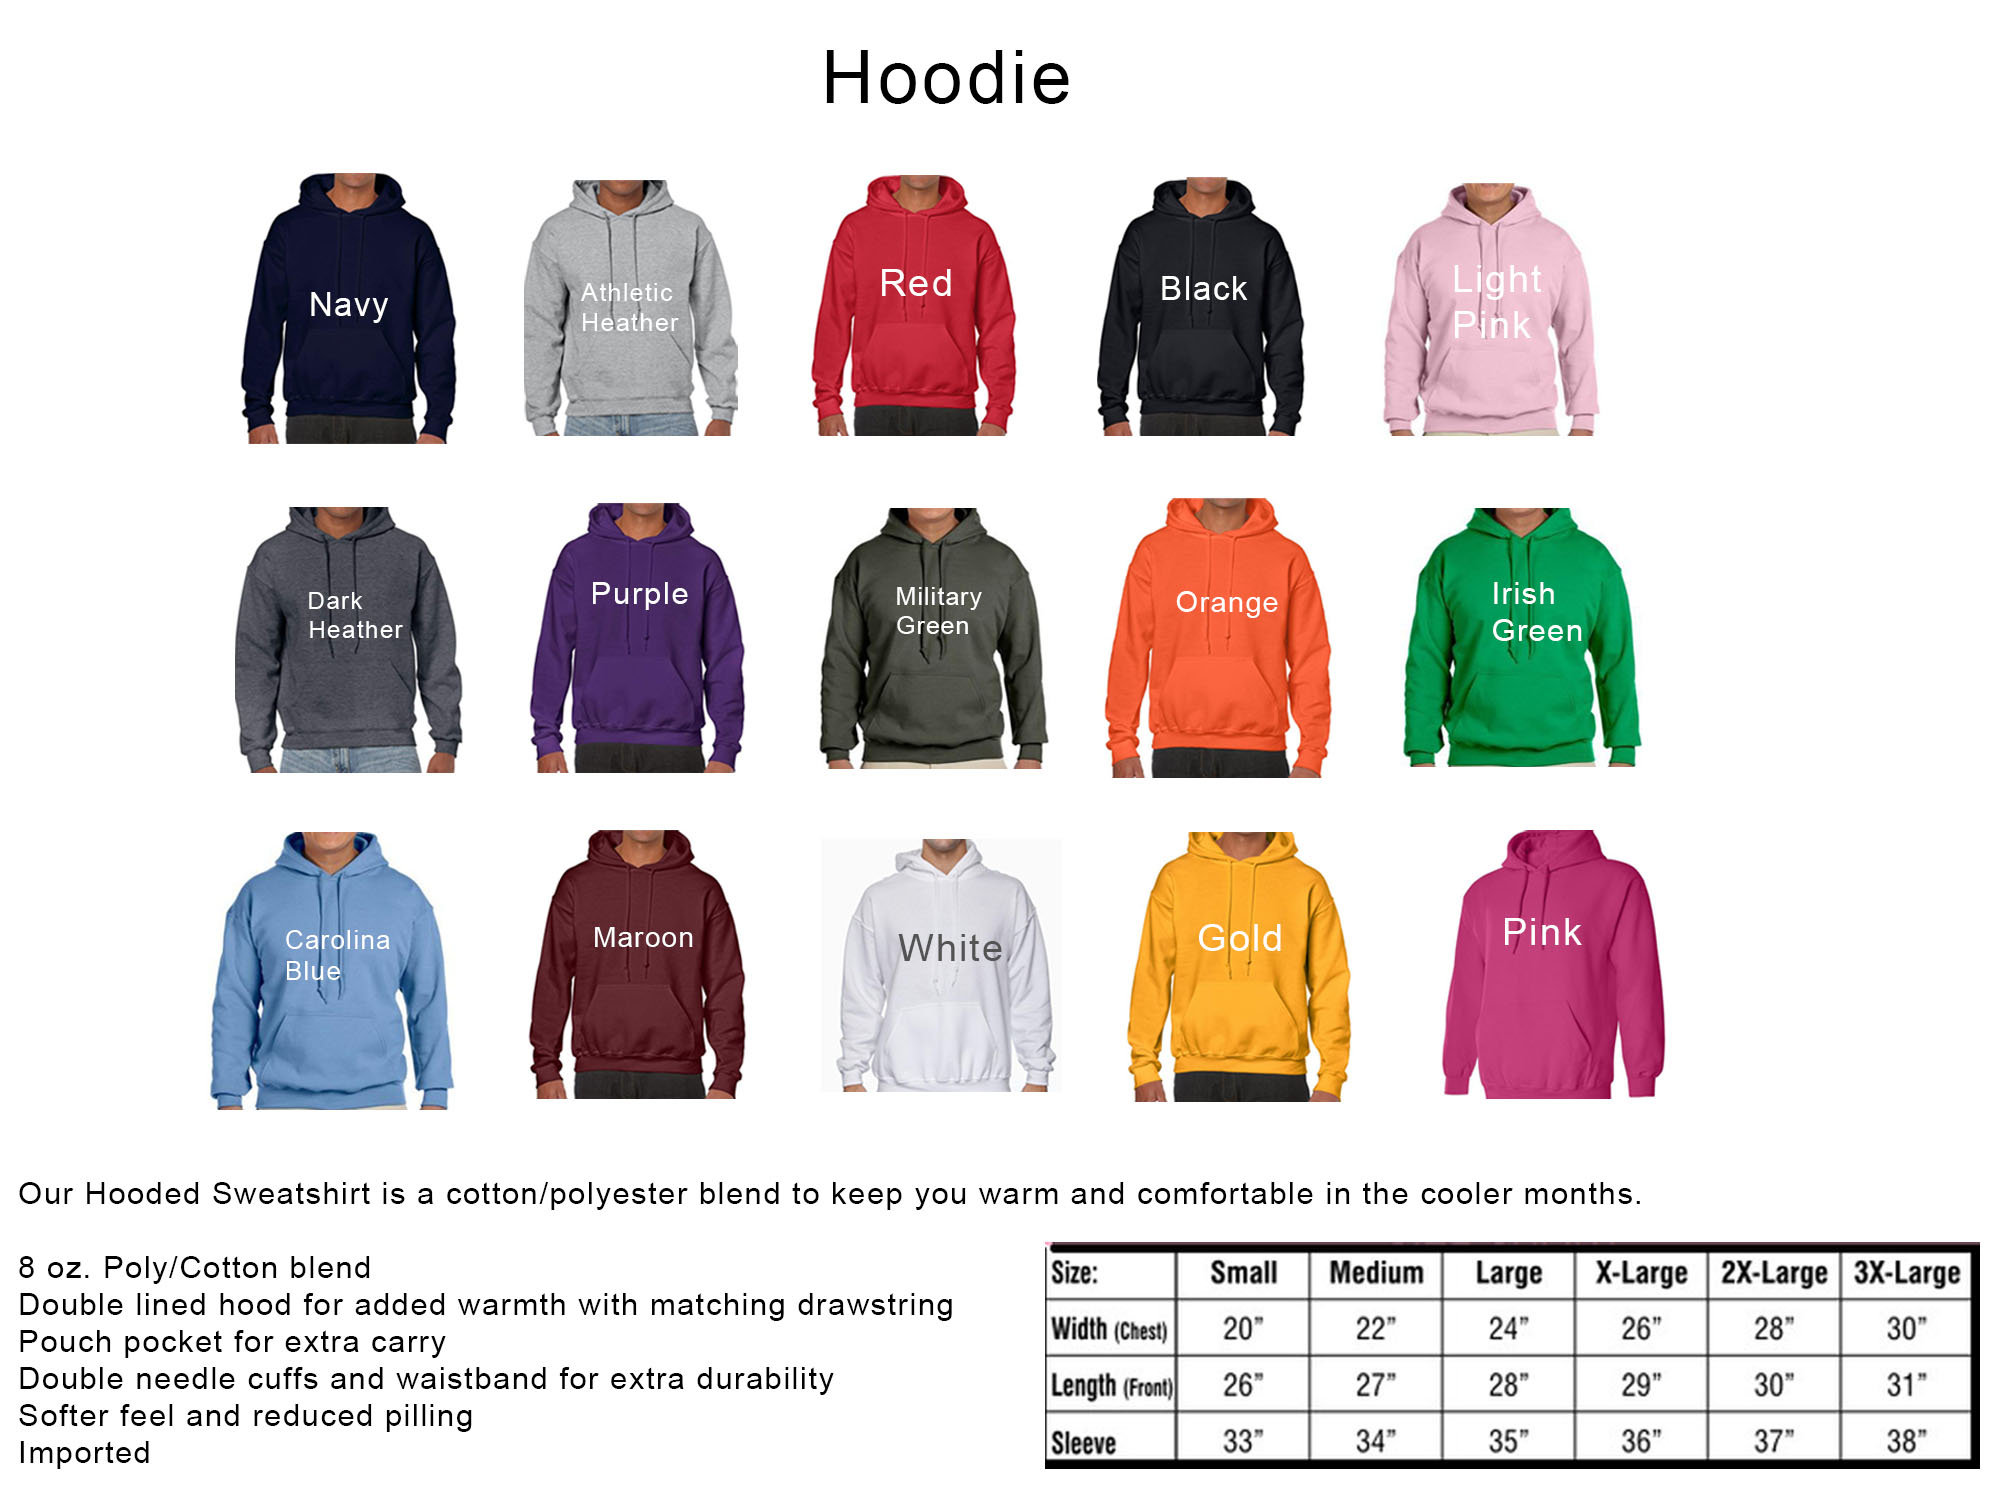 Hoodie
Navy
Athletic
Heather
Red
Black
Light
Pink
Dark
Heather
Purple
Military
Green
Orange
Irish
Green
Carolina
Blue
Maroon
White
Gold
Pink
Our Hooded Sweatshirt is a cotton/polyester blend to keep you warm and comfortable in the cooler months.
8 oz. Poly/Cotton blend
Double lined hood for added warmth with matching drawstring
Pouch pocket for extra carry
Double needle cuffs and waistband for extra durability
Softer feel and reduced pilling
Imported
Size: Small Medium Large X-Large 2X-Large 3X-Large
Width (Chest) 20” 22” 24” 26” 28” 30”
Length (Front) 26” 27” 28” 29” 30” 31”
Sleeve 33” 34” 35” 36” 37” 38”